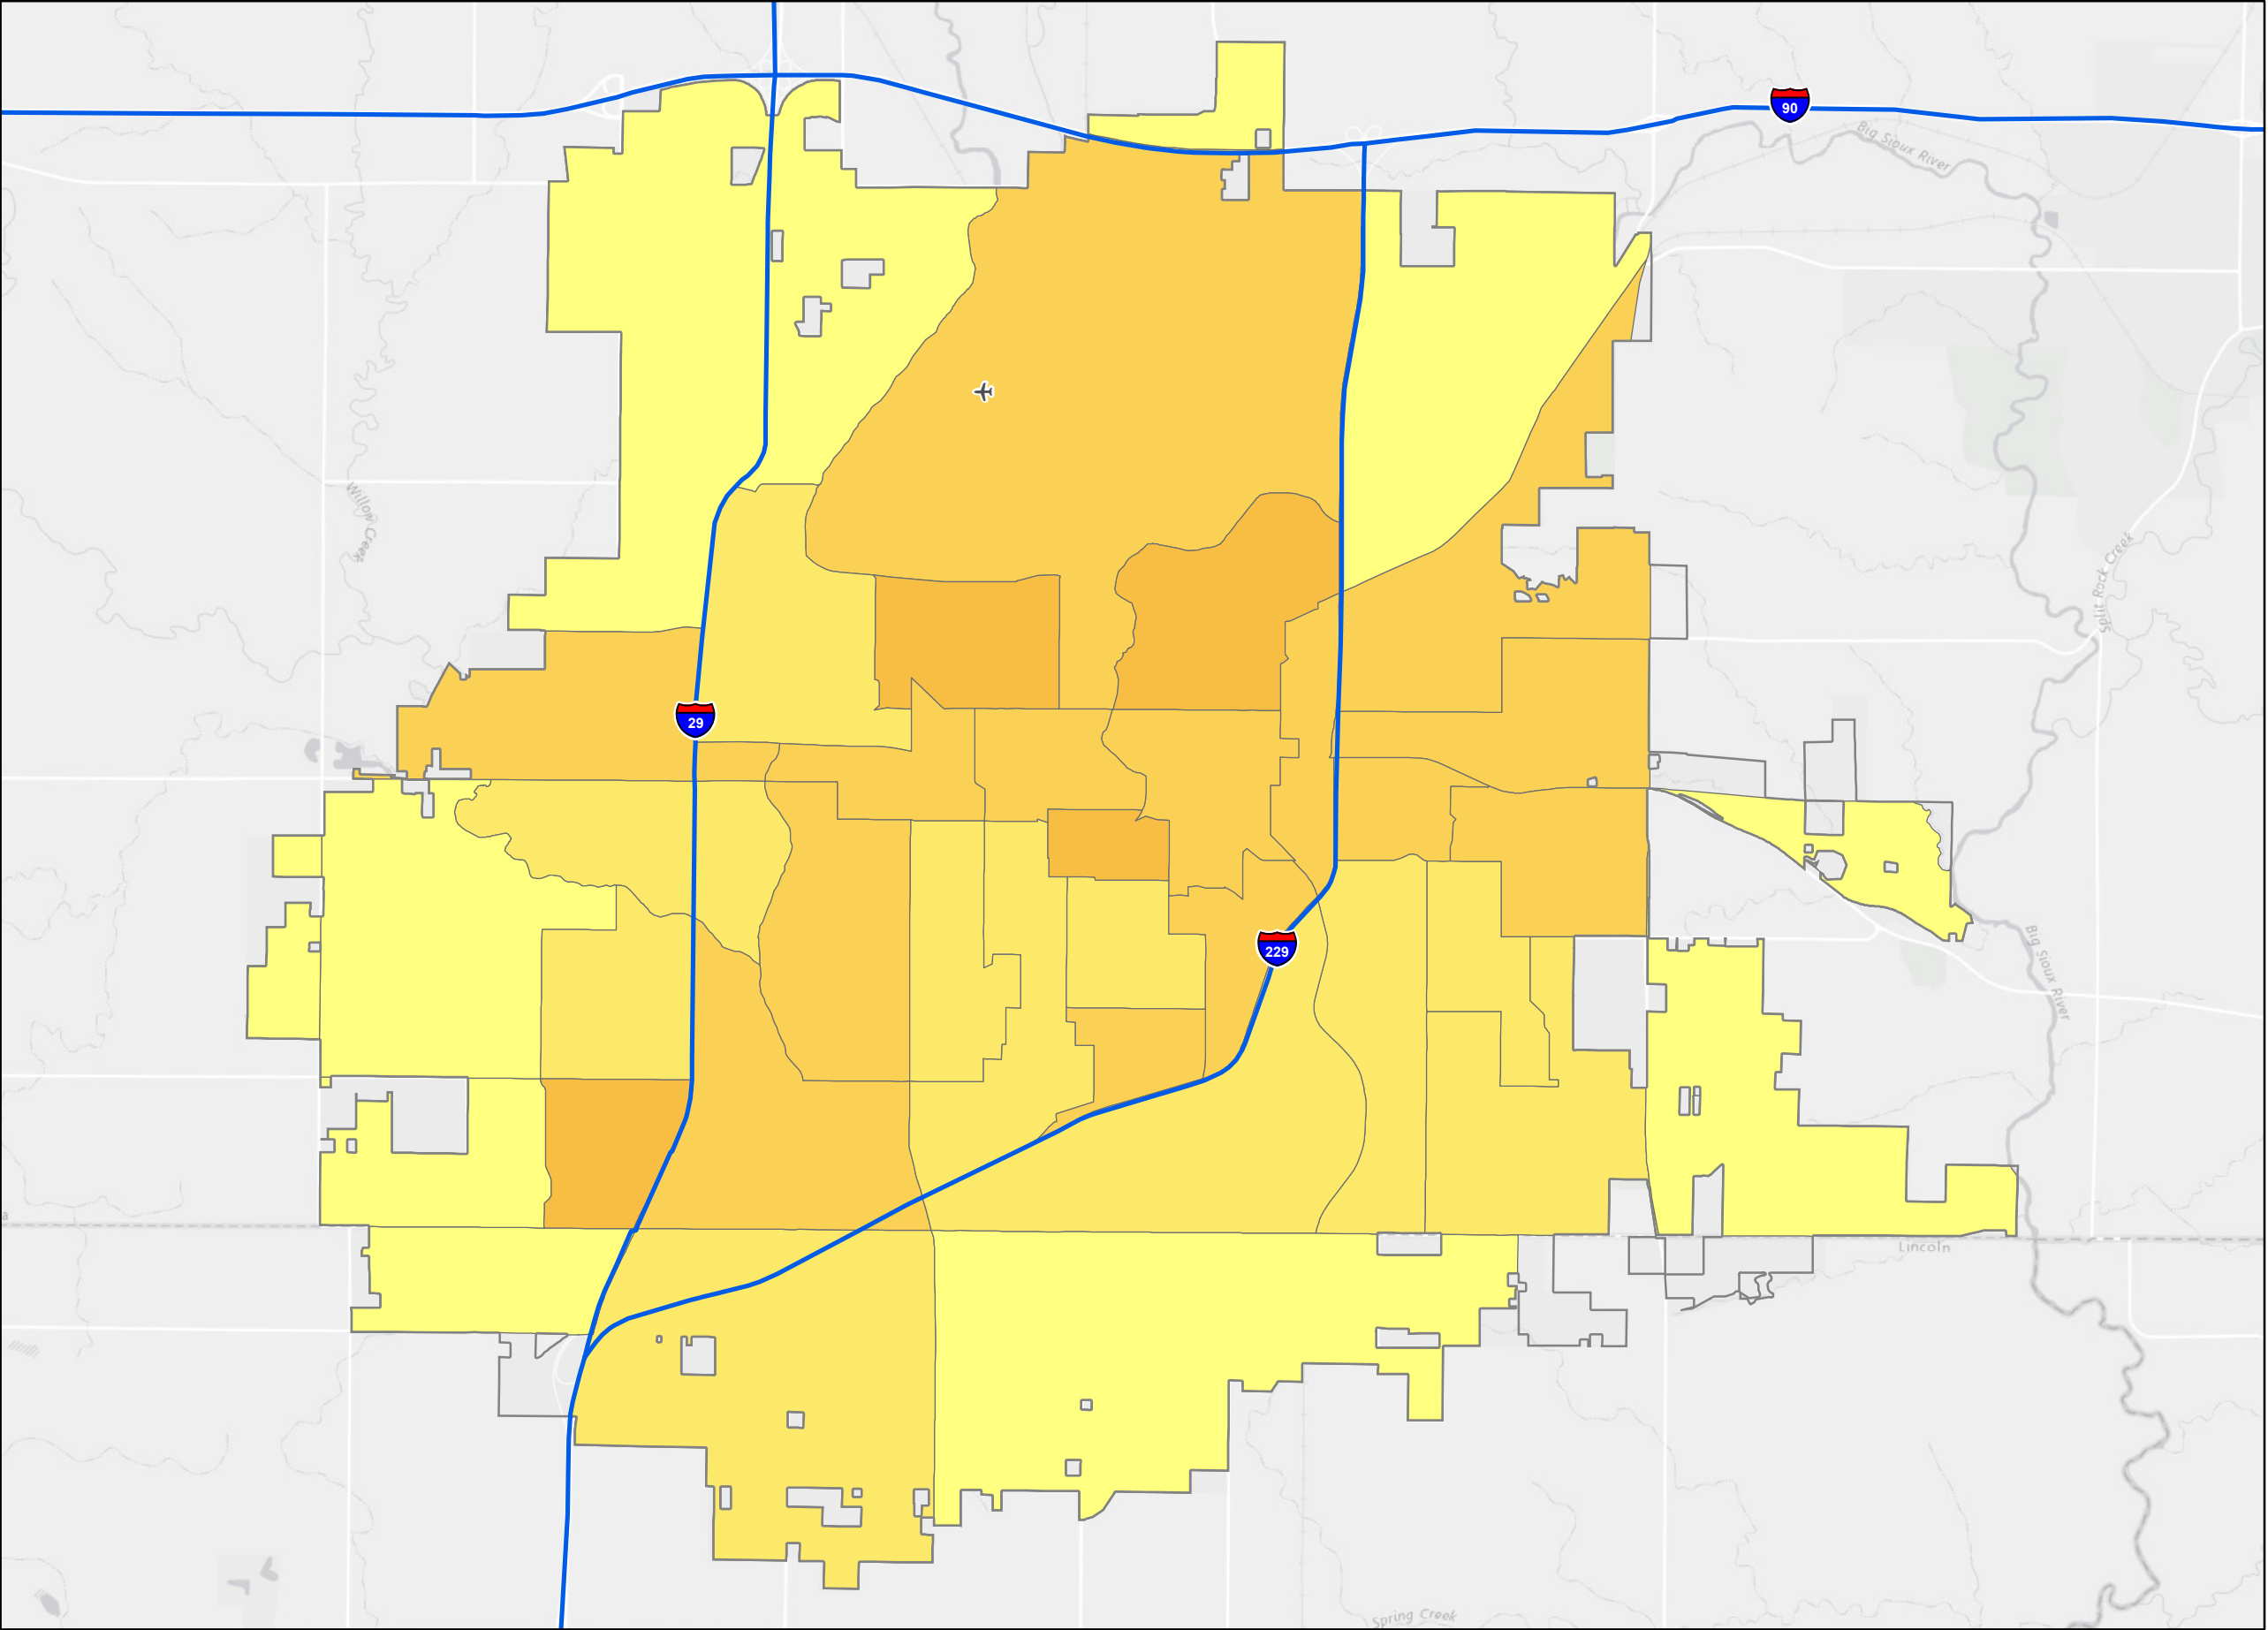 90
Big Sioux River
Willow Creek
Split Rock Creek
29
229
Big Sioux River
a
Lincoln
Spring Creek